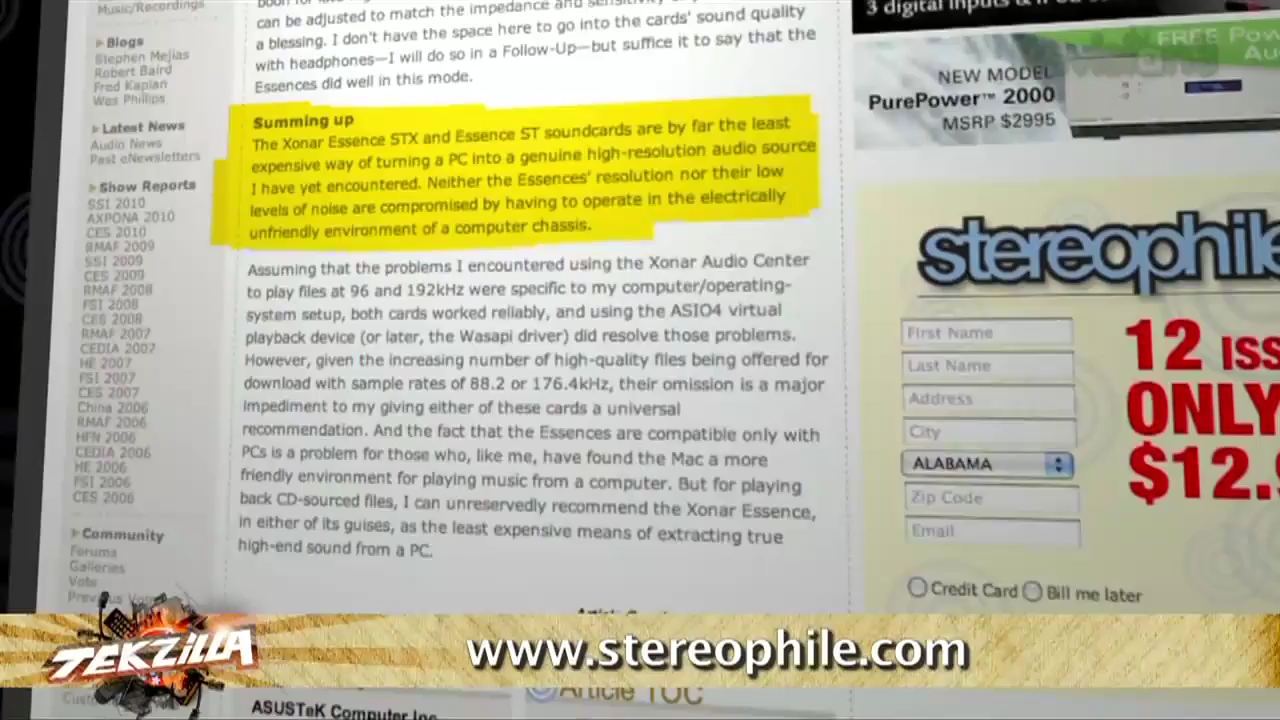 Music/Recordings
Blogs
Stephen Mejias
Robert Baird
Fred Kaplan
Wes Phillips
Latest News
Audio News
Past eNewsletters
Show Reports
SSI 2010
AXPONA 2010
CES 2010
RMAF 2009
SSI 2009
CES 2009
RMAF 2008
FSI 2008
CES 2008
RMAF 2007
CEDIA 2007
HE 2007
FSI 2007
CES 2007
China 2006
RMAF 2006
HFN 2006
CEDIA 2006
HE 2006
FSI 2006
CES 2006
Community
Forums
Galleries
Vote
can be adjusted to match the impedance and sensitivity
a blessing. I don't have the space here to go into the cards' sound quality
with headphones—I will do so in a Follow-Up—but suffice it to say that the
Essences did well in this mode.
Summing up
The Xonar Essence STX and Essence ST soundcards are by far the least
expensive way of turning a PC into a genuine high-resolution audio source
I have yet encountered. Neither the Essences' resolution nor their low
levels of noise are compromised by having to operate in the electrically
unfriendly environment of a computer chassis.
Assuming that the problems I encountered using the Xonar Audio Center
to play files at 96 and 192kHz were specific to my computer/operating-
system setup, both cards worked reliably, and using the ASIO4 virtual
playback device (or later, the Wasapi driver) did resolve those problems.
However, given the increasing number of high-quality files being offered for
download with sample rates of 88.2 or 176.4kHz, their omission is a major
impediment to my giving either of these cards a universal
recommendation. And the fact that the Essences are compatible only with
PCs is a problem for those who, like me, have found the Mac a more
friendly environment for playing music from a computer. But for playing
back CD-sourced files, I can unreservedly recommend the Xonar Essence,
in either of its guises, as the least expensive means of extracting true
high-end sound from a PC.
Article TOC
ASUSTeK Computer Inc
3 digital inputs &
FREE Pow
Au
NEW MODEL
PurePower™ 2000
MSRP $2995
stereophile
First Name
Last Name
Address
City
ALABAMA
Zip Code
Email
Credit Card Bill me later
12 ISS
ONLY
$12.9
TEKZILLA
www.stereophile.com